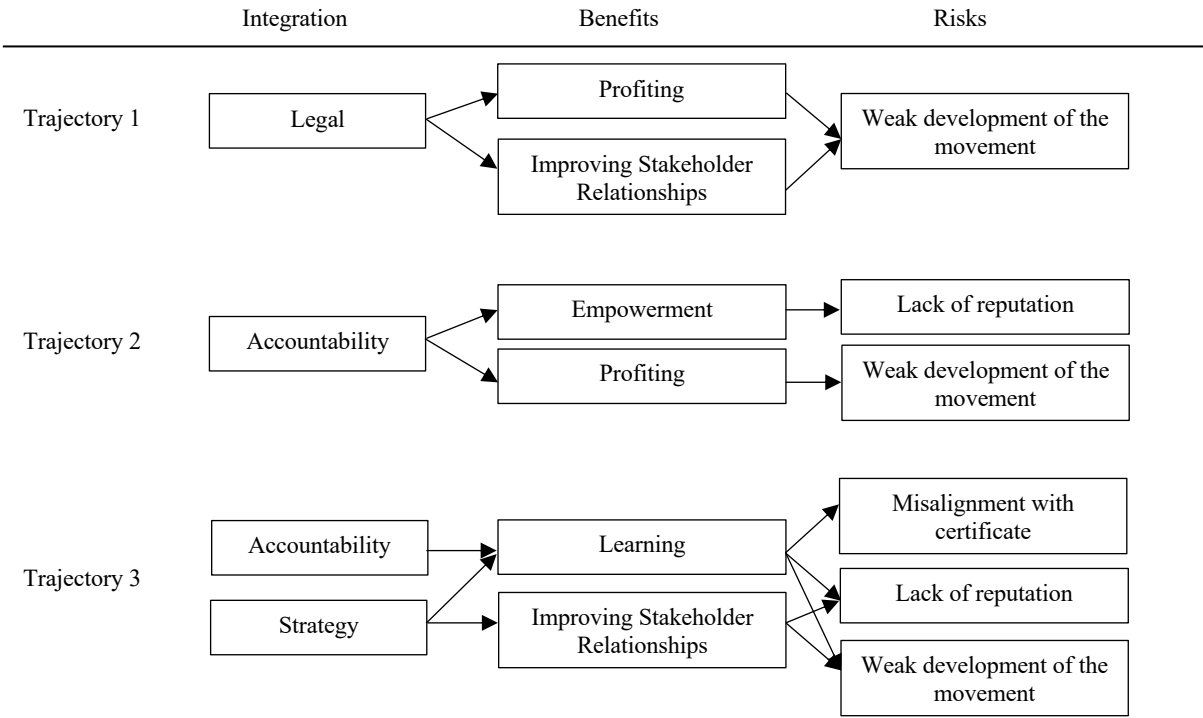 Integration Benefits Risks
Trajectory 1
Legal
Profiting
Improving Stakeholder
Relationships
Weak development of the
movement
Trajectory 2
Accountability
Empowerment
Profiting
Lack of reputation
Weak development of the
movement
Trajectory 3
Accountability
Strategy
Learning
Improving Stakeholder
Relationships
Misalignment with
certificate
Lack of reputation
Weak development of the
movement